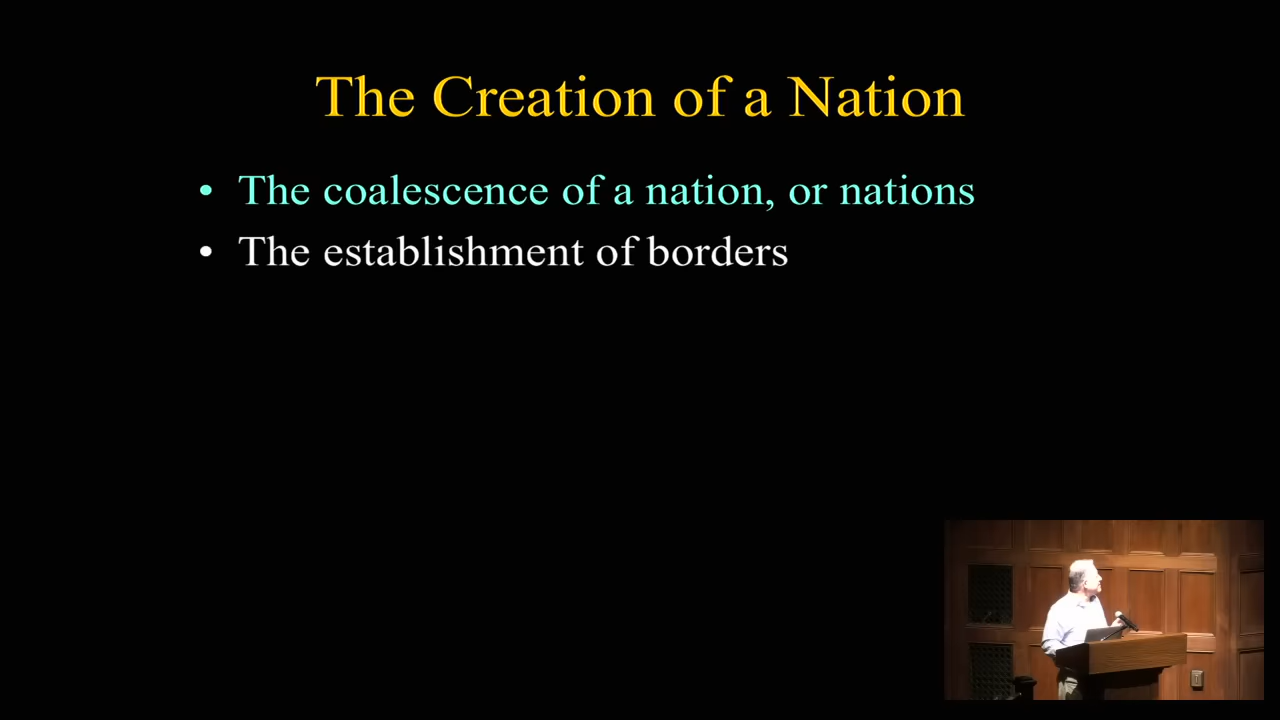 The Creation of a Nation
• The coalescence of a nation, or nations
• The establishment of borders